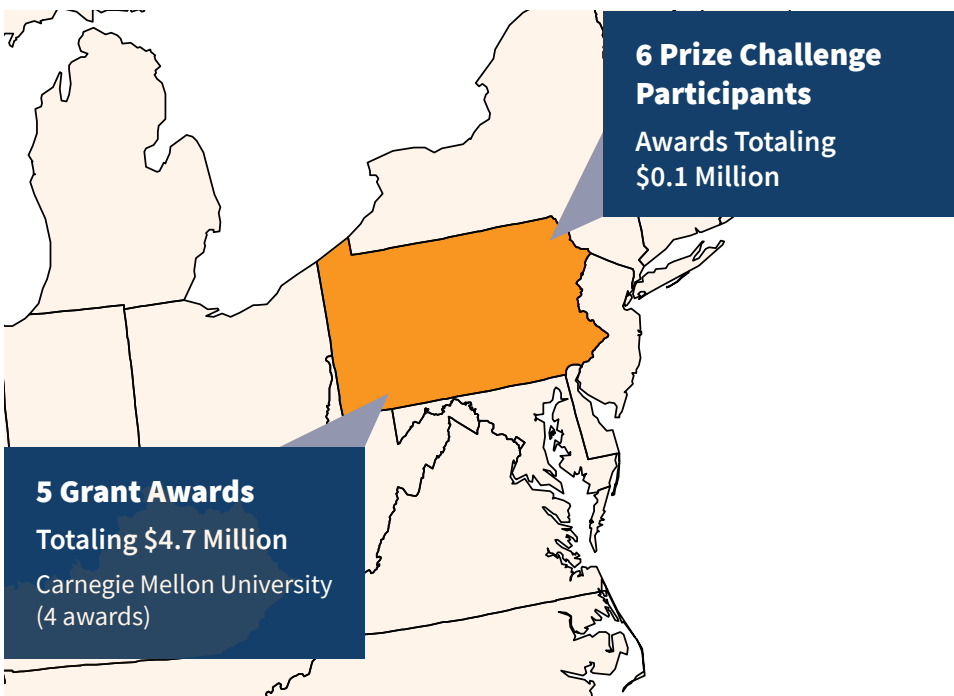 6 Prize Challenge
Participants
Awards Totaling
$0.1 Million
5 Grant Awards
Totaling $4.7 Million
Carnegie Mellon University
(4 awards)